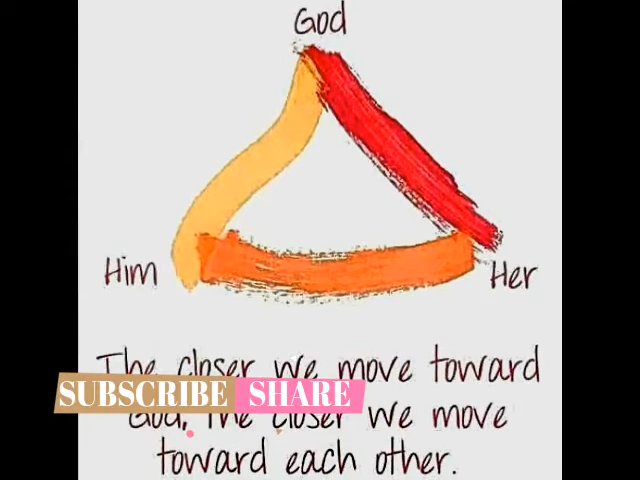 God
Him
Her
The closer we move toward
SUBSCRIBE SHARE
God, the closer we move
toward each other.